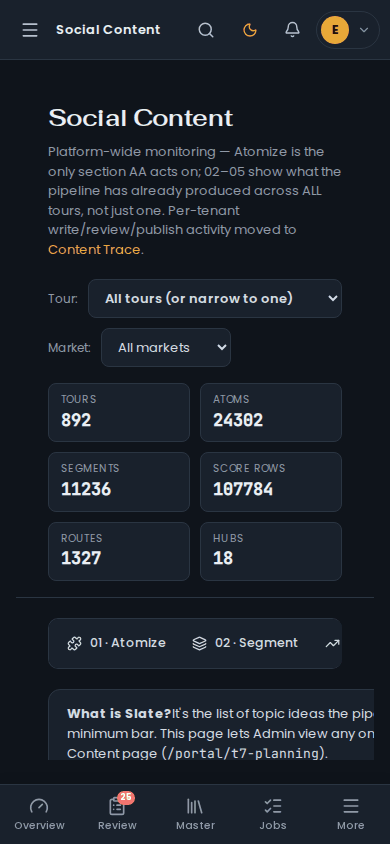 Social Content
E
Social Content
Platform-wide monitoring — Atomize is the
only section AA acts on; 02–05 show what the
pipeline has already produced across ALL
tours, not just one. Per-tenant
write/review/publish activity moved to
Content Trace.
Tour: All tours (or narrow to one)
Market: All markets
TOURS ATOMS
892 24302
SEGMENTS SCORE ROWS
11236 107784
ROUTES HUBS
1327 18
01 · Atomize 02 · Segment
What is Slate? It's the list of topic ideas the pip
minimum bar. This page lets Admin view any on
Content page (/portal/t7-planning).
26
Overview Review Master Jobs More